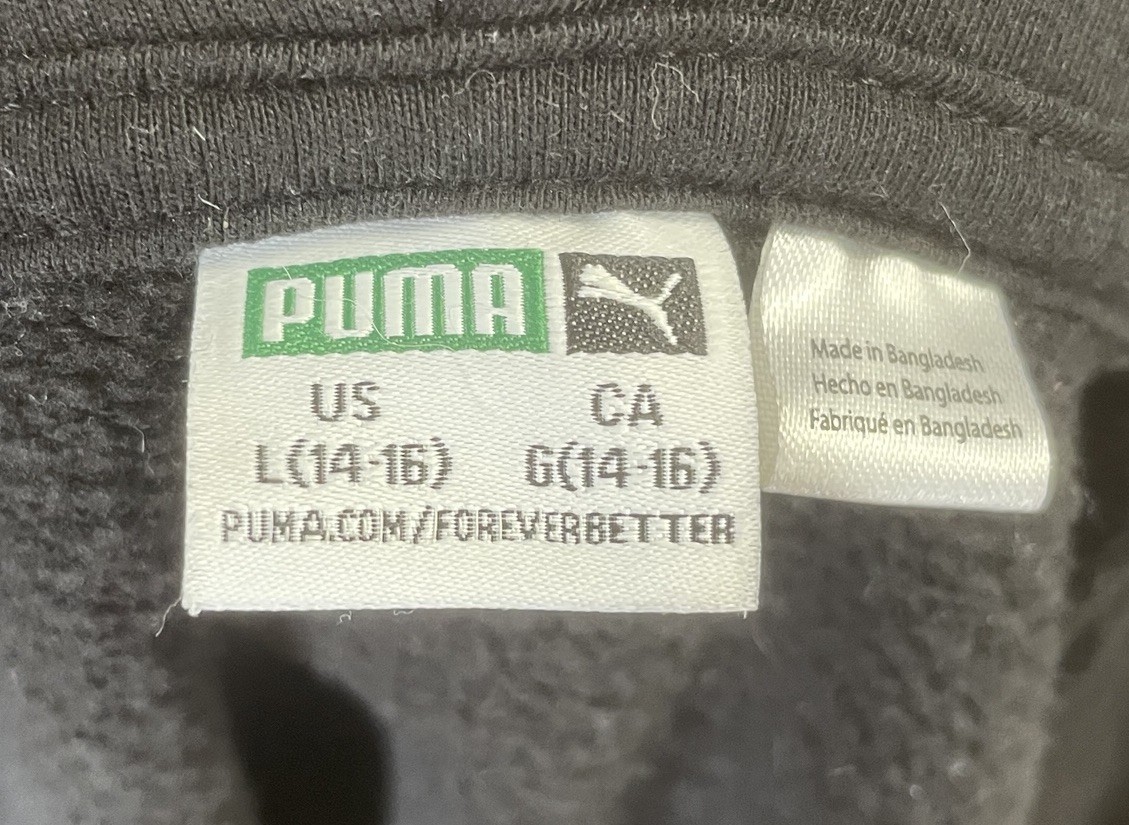 PUMA
US CA
L(14-16) G(14-16)
PUMA.COM/FOREVERBETTER
Made in Bangladesh
Hecho en Bangladesh
Fabriqué en Bangladesh